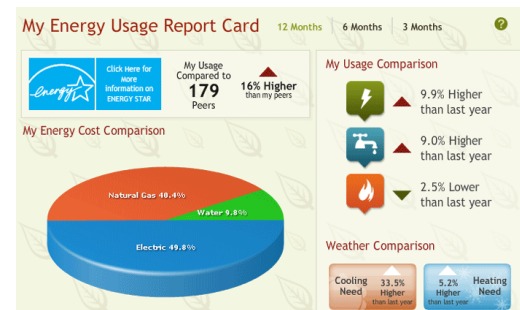 My Energy Usage Report Card
12 Months
6 Months
3 Months
?
energy
Click Here for
More
Information on
ENERGY STAR
My Usage
Compared to
179
Peers
16% Higher
than my peers
My Energy Cost Comparison
Natural Gas 40.4%
Water 9.8%
Electric 49.8%
My Usage Comparison
9.9% Higher
than last year
9.0% Higher
than last year
2.5% Lower
than last year
Weather Comparison
Cooling
Need
33.5%
Higher
than last year
5.2%
Higher
than last year
Heating
Need